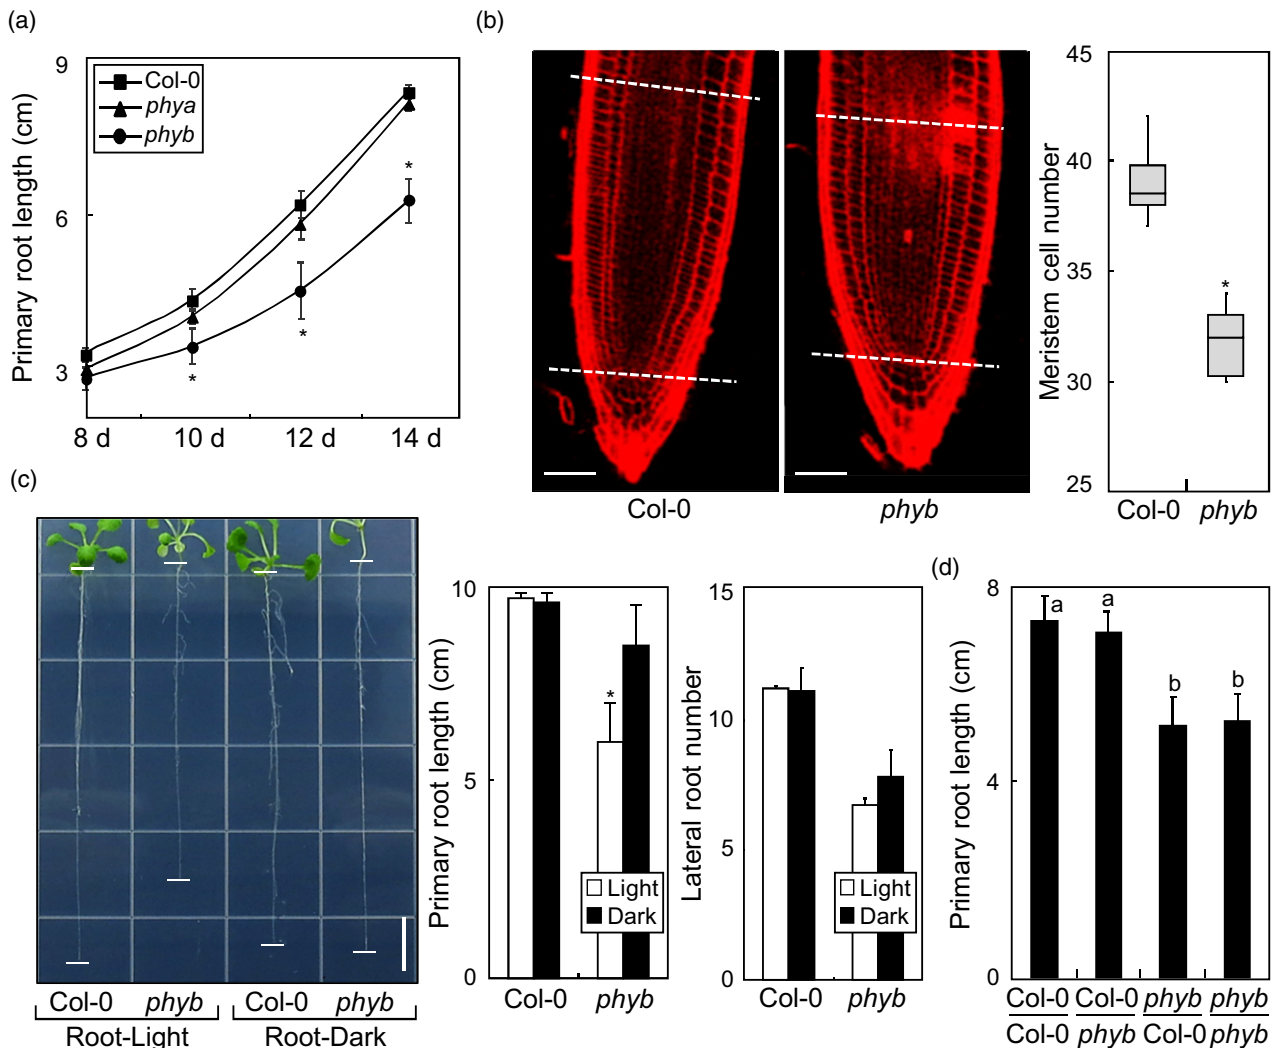 (a)
Primary root length (cm)
9
6
3
Col-0
phya
phyb
*
*
*
8 d 10 d 12 d 14 d
(b)
Col-0 phyb
Meristem cell number
45
40
35
30
25
*
Col-0 phyb
(c)
Col-0 phyb Col-0 phyb
Root-Light Root-Dark
Primary root length (cm)
10
5
0
*
Light
Dark
Col-0 phyb
Lateral root number
15
10
5
0
Light
Dark
Col-0 phyb
(d)
Primary root length (cm)
8
4
0
a a b b
Col-0 Col-0 phyb phyb
Col-0 phyb Col-0 phyb